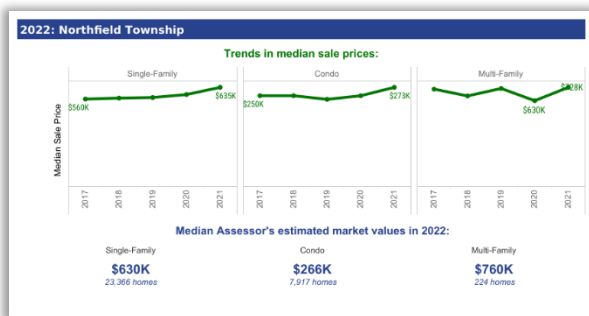 2022: Northfield Township
Trends in median sale prices:
Single-Family
Condo
Multi-Family
Median Sale Price
$560K
$635K
$250K
$273K
$630K
2017
2018
2019
2020
2021
2017
2018
2019
2020
2021
2017
2018
2019
2020
2021
Median Assessor's estimated market values in 2022:
Single-Family
Condo
Multi-Family
$630K
$266K
$760K
23,366 homes
7,917 homes
224 homes